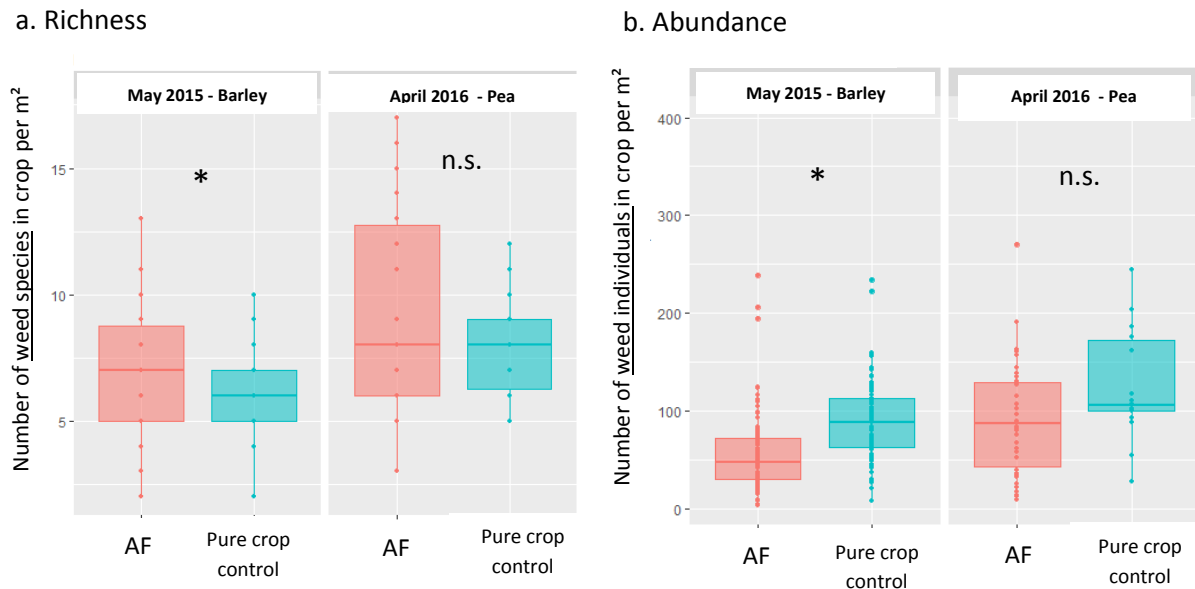 a. Richness
Number of weed species in crop per m²
May 2015 - Barley
April 2016 - Pea
15
10
5
*
n.s.
AF
Pure crop
control
AF
Pure crop
control
b. Abundance
Number of weed individuals in crop per m²
May 2015 - Barley
April 2016 - Pea
400
300
200
100
0
*
n.s.
AF
Pure crop
control
AF
Pure crop
control